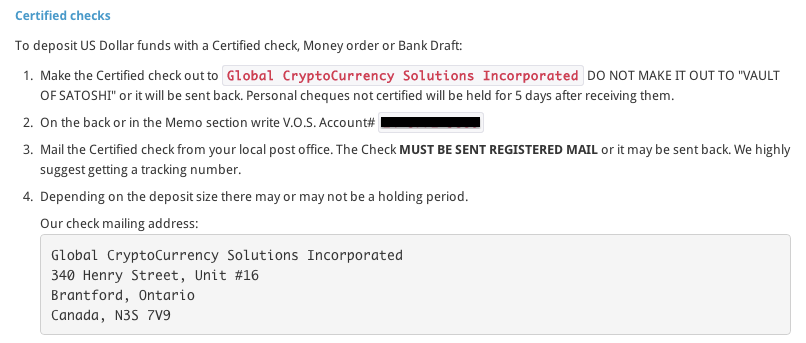 Certified checks
To deposit US Dollar funds with a Certified check, Money order or Bank Draft:
1. Make the Certified check out to Global CryptoCurrency Solutions Incorporated DO NOT MAKE IT OUT TO "VAULT
OF SATOSHI" or it will be sent back. Personal cheques not certified will be held for 5 days after receiving them.
2. On the back or in the Memo section write V.O.S. Account#
3. Mail the Certified check from your local post office. The Check MUST BE SENT REGISTERED MAIL or it may be sent back. We highly
suggest getting a tracking number.
4. Depending on the deposit size there may or may not be a holding period.
Our check mailing address:
Global CryptoCurrency Solutions Incorporated
340 Henry Street, Unit #16
Brantford, Ontario
Canada, N3S 7V9